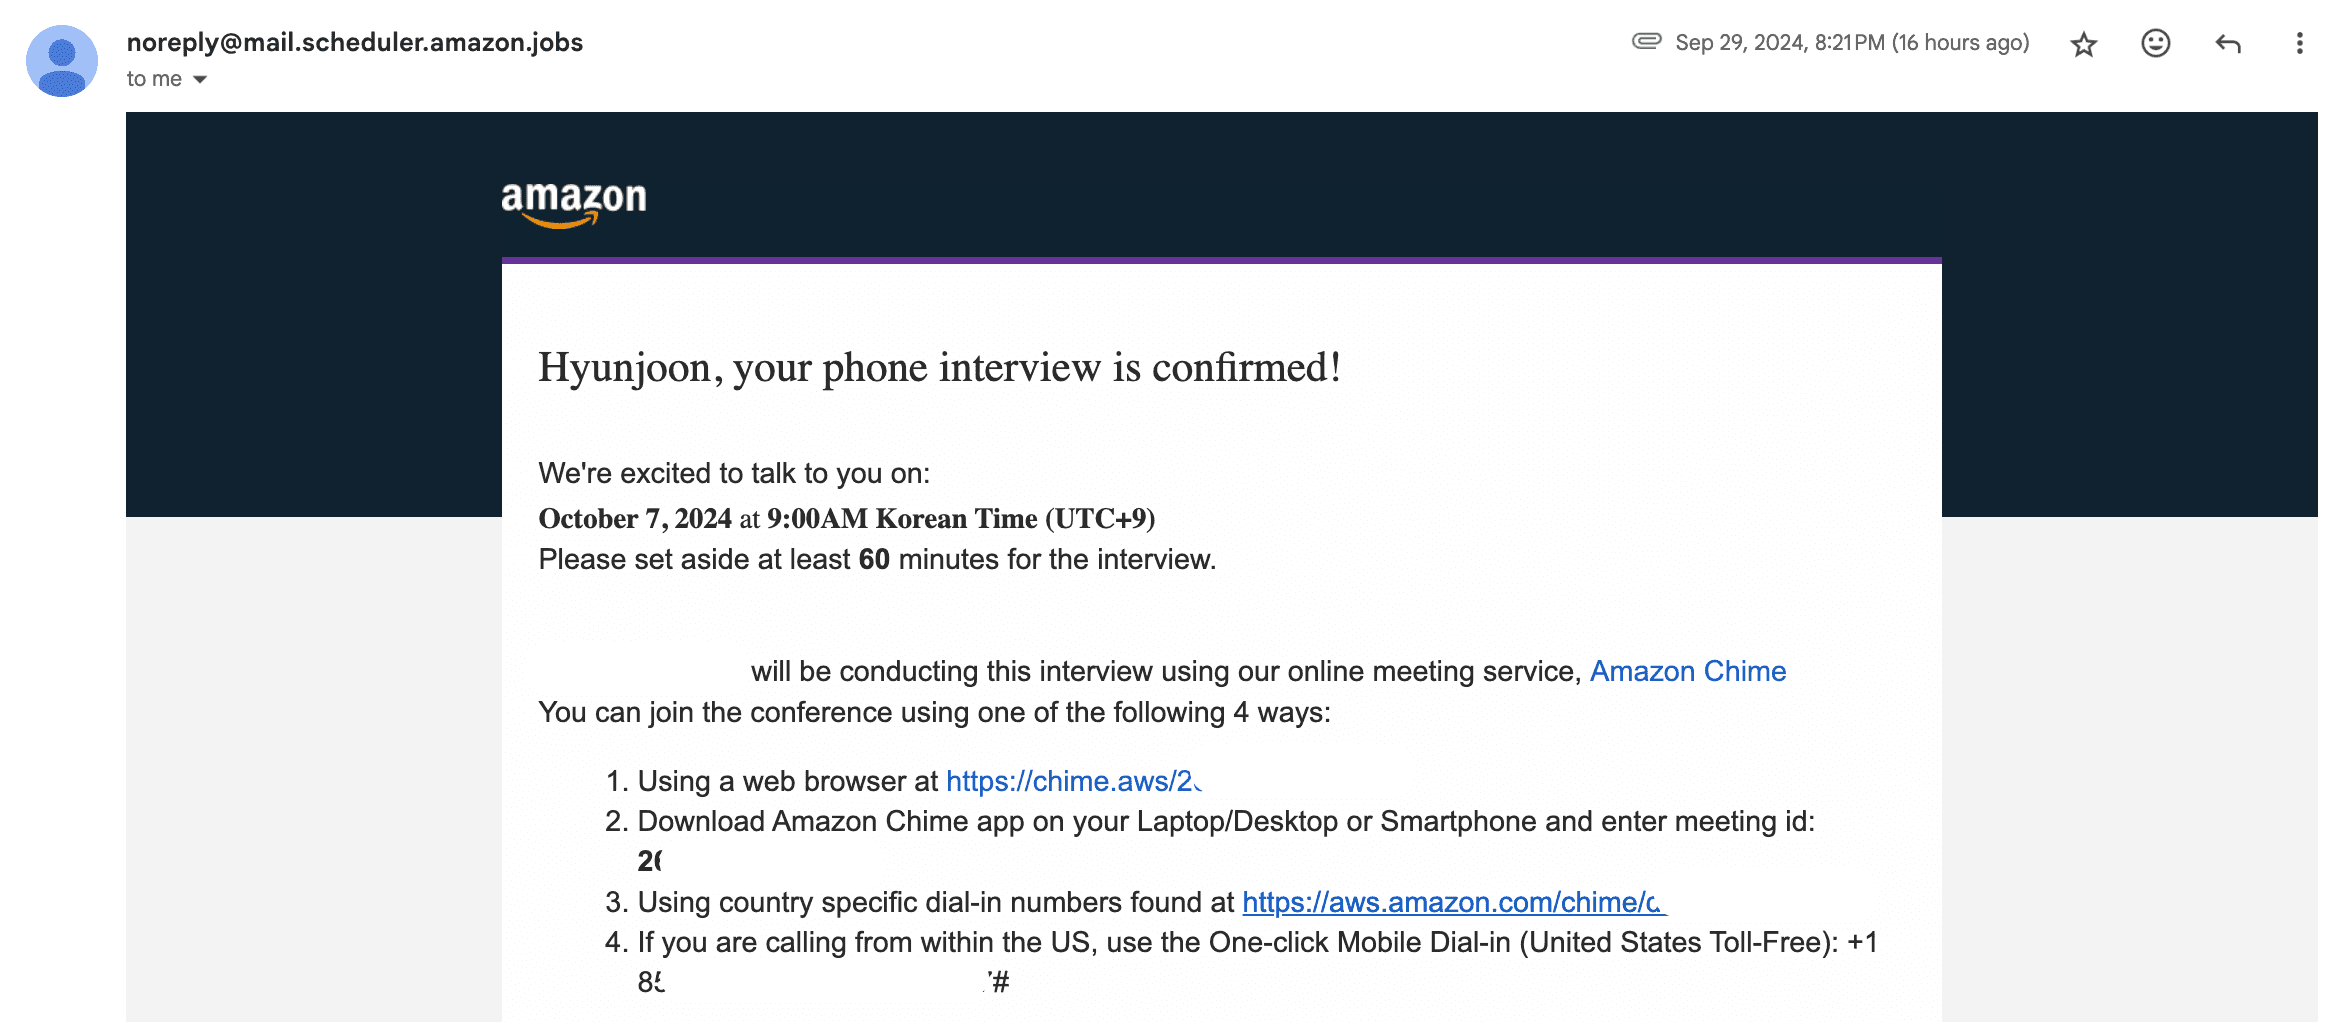 noreply@mail.scheduler.amazon.jobs
Sep 29, 2024, 8:21 PM (16 hours ago)
to me
amazon
Hyunjoon, your phone interview is confirmed!
We're excited to talk to you on:
October 7, 2024 at 9:00AM Korean Time (UTC+9)
Please set aside at least 60 minutes for the interview.
will be conducting this interview using our online meeting service, Amazon Chime
You can join the conference using one of the following 4 ways:
1. Using a web browser at https://chime.aws/2
2. Download Amazon Chime app on your Laptop/Desktop or Smartphone and enter meeting id:
2
3. Using country specific dial-in numbers found at https://aws.amazon.com/chime/
4. If you are calling from within the US, use the One-click Mobile Dial-in (United States Toll-Free): +1
8 #